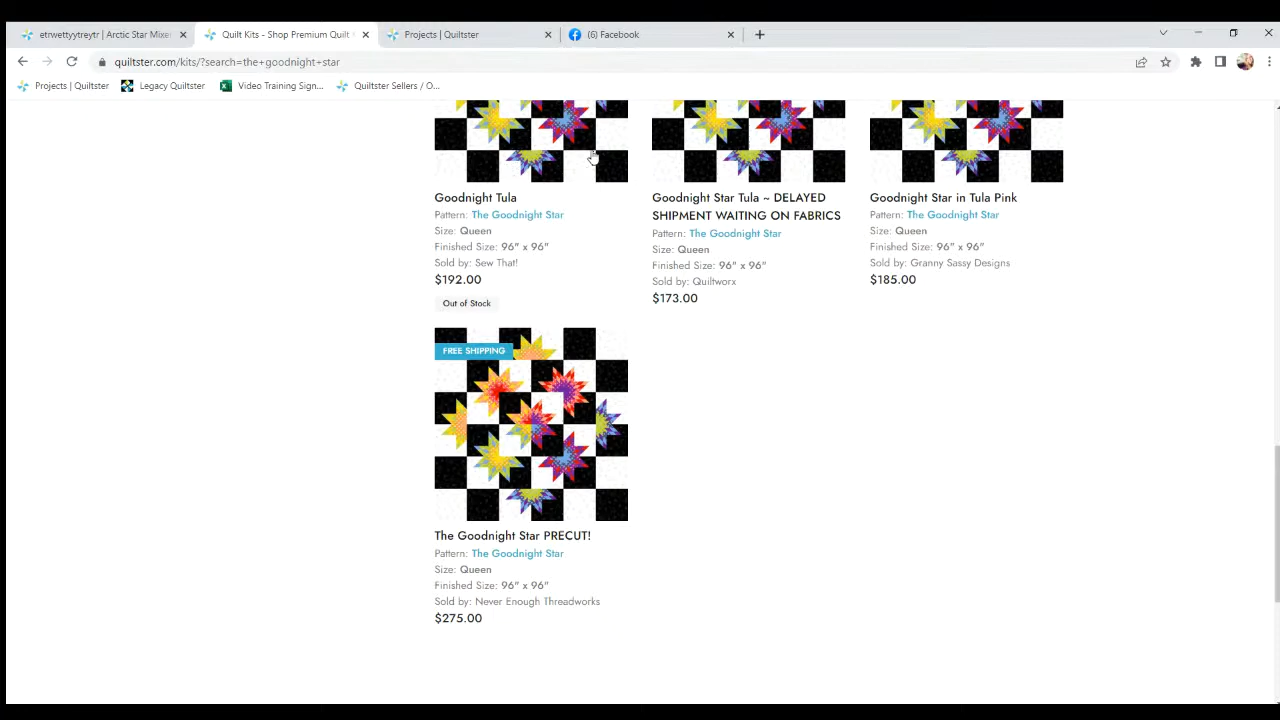 etrwettyytreytr | Arctic Star Mixe
Quilt Kits - Shop Premium Quilt
Projects | Quiltster
(6) Facebook
quiltster.com/kits/?search=the+goodnight+star
Projects | Quiltster
Legacy Quiltster
Video Training Sign...
Quiltster Sellers / O...
Goodnight Tula
Pattern: The Goodnight Star
Size: Queen
Finished Size: 96" x 96"
Sold by: Sew That!
$192.00
Out of Stock
Goodnight Star Tula ~ DELAYED
SHIPMENT WAITING ON FABRICS
Pattern: The Goodnight Star
Size: Queen
Finished Size: 96" x 96"
Sold by: Quiltworx
$173.00
Goodnight Star in Tula Pink
Pattern: The Goodnight Star
Size: Queen
Finished Size: 96" x 96"
Sold by: Granny Sassy Designs
$185.00
FREE SHIPPING
The Goodnight Star PRECUT!
Pattern: The Goodnight Star
Size: Queen
Finished Size: 96" x 96"
Sold by: Never Enough Threadworks
$275.00